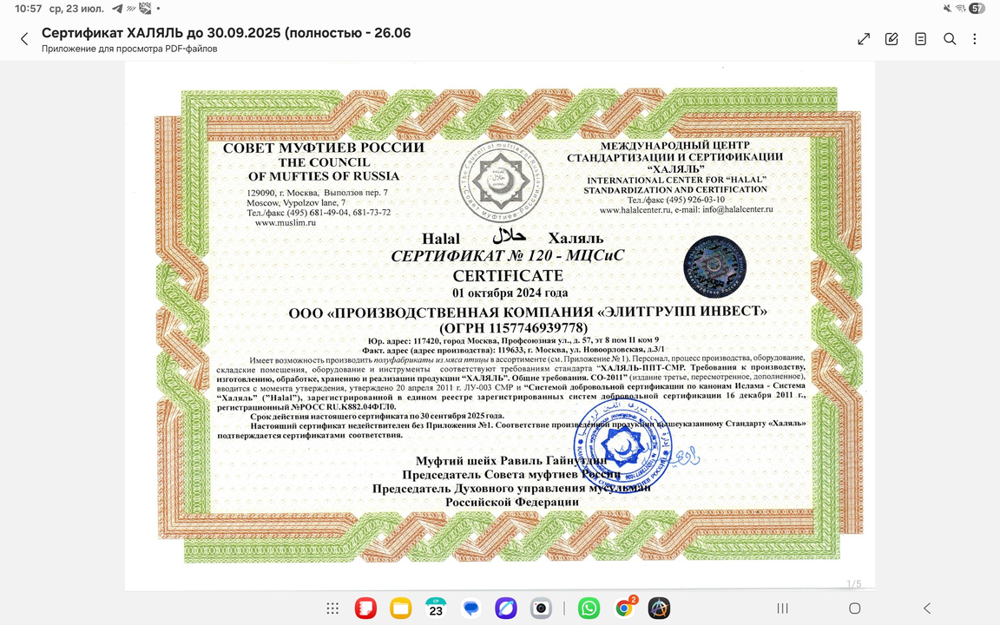 10:57 ср, 23 июл.
57
Сертификат ХАЛЯЛЬ до 30.09.2025 (полностью - 26.06
Приложение для просмотра PDF-файлов
СОВЕТ МУФТИЕВ РОССИИ
THE COUNCIL
OF MUFTIES OF RUSSIA
129090, г. Москва, Выползов пер. 7
Moscow, Vypolzov lane, 7
Тел./факс (495) 681-49-04, 681-73-72
www.muslim.ru
The Council of mufties of Russia
Совет муфтиев России
МЕЖДУНАРОДНЫЙ ЦЕНТР
СТАНДАРТИЗАЦИИ И СЕРТИФИКАЦИИ
“ХАЛЯЛЬ”
INTERNATIONAL CENTER FOR “HALAL”
STANDARDIZATION AND CERTIFICATION
Тел./факс (495) 926-03-10
www.halalcenter.ru, e-mail: info@halalcenter.ru
Halal حلال Халяль
СЕРТИФИКАТ № 120 - МЦСиС
CERTIFICATE
01 октября 2024 года
ООО «ПРОИЗВОДСТВЕННАЯ КОМПАНИЯ «ЭЛИТГРУПП ИНВЕСТ»
(ОГРН 1157746939778)
Юр. адрес: 117420, город Москва, Профсоюзная ул., д. 57, эт 8 пом II ком 9
Факт. адрес (адрес производства): 119633, г. Москва, ул. Новоорловская, д.3/1
Имеет возможность производить полуфабрикаты из мяса птицы в ассортименте (см. Приложение № 1). Персонал, процесс производства, оборудование,
складские помещения, оборудование и инструменты соответствуют требованиям стандарта “ХАЛЯЛЬ-ППТ-СМР. Требования к производству,
изготовлению, обработке, хранению и реализации продукции “ХАЛЯЛЬ”. Общие требования. СО-2011” (издание третье, пересмотренное, дополненное),
вводится с момента утверждения, утверждено 20 апреля 2011 г. ЛУ-003 СМР и “Системой добровольной сертификации по канонам Ислама - Система
“Халяль” ("Halal"), зарегистрированной в едином реестре зарегистрированных систем добровольной сертификации 16 декабря 2011 г.,
регистрационный №РОСС RU.К882.04ФГЛ0.
Срок действия настоящего сертификата по 30 сентября 2025 года.
Настоящий сертификат недействителен без Приложения №1. Соответствие произведенной продукции вышеуказанному Стандарту «Халяль»
подтверждается сертификатами соответствия.
Муфтий шейх Равиль Гайнутдин
Председатель Совета муфтиев России
Председатель Духовного управления мусульман
Российской Федерации
1/5
СР
23
2